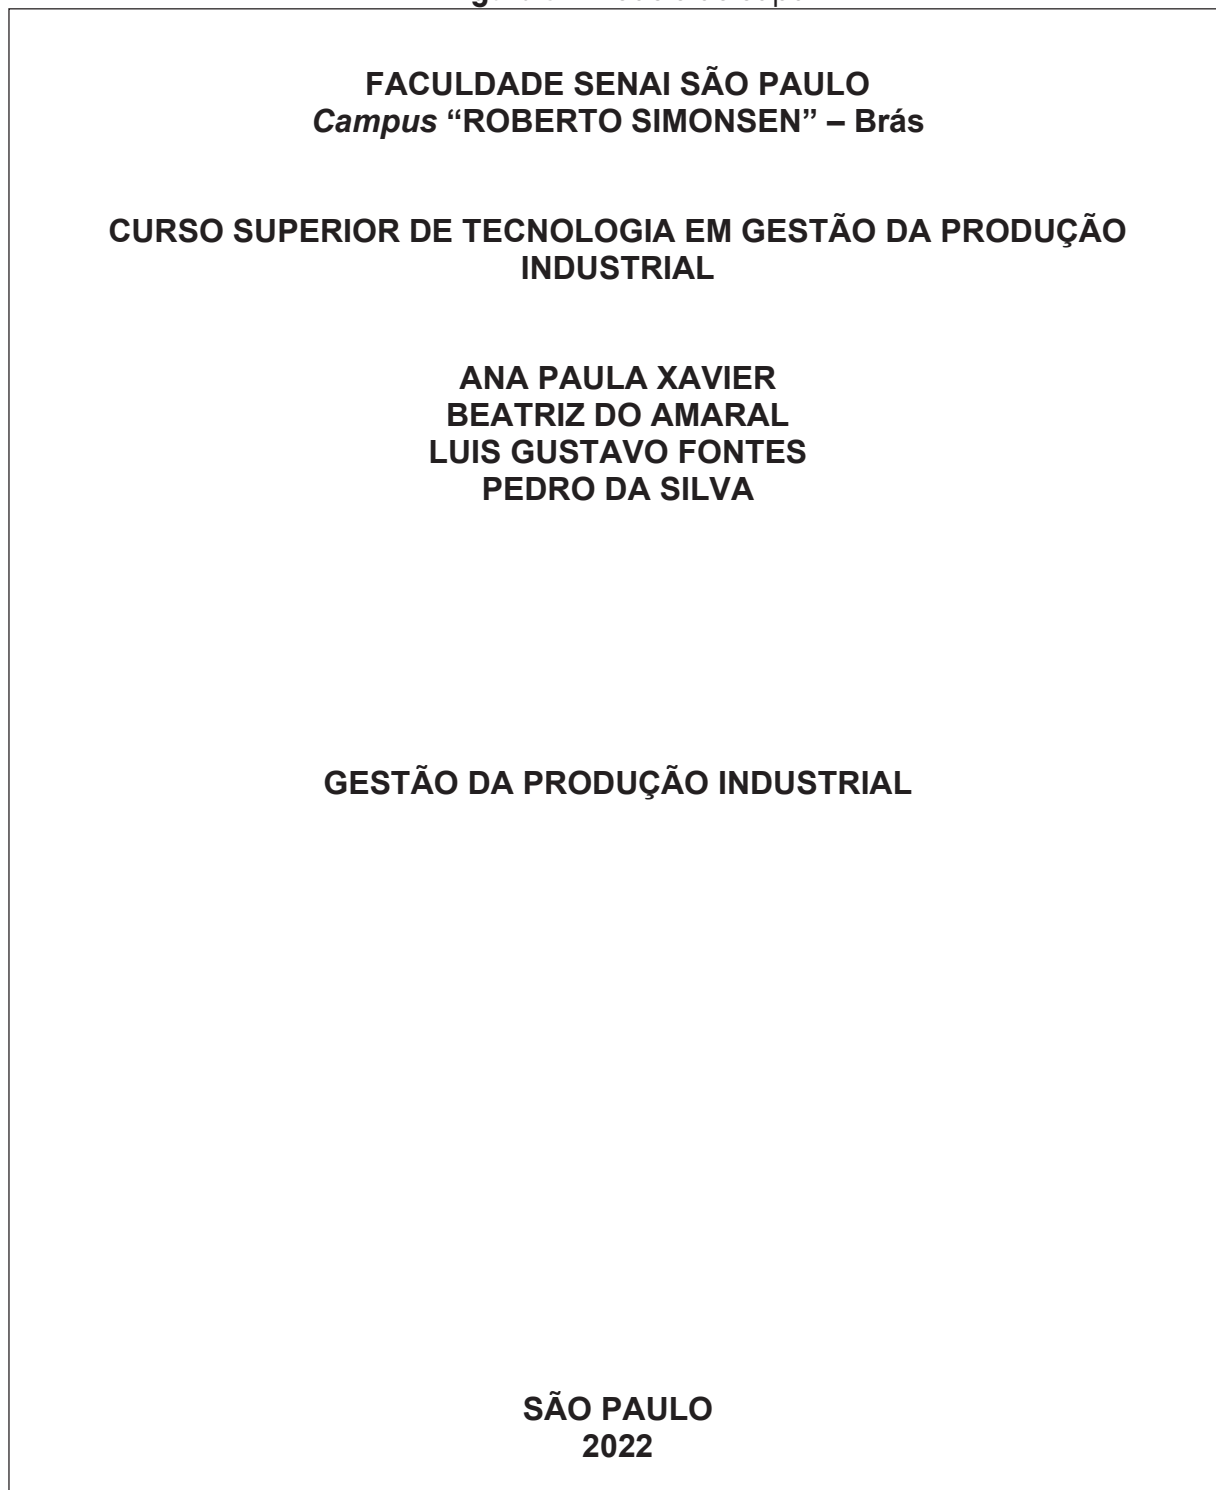 FACULDADE SENAI SÃO PAULO
Campus “ROBERTO SIMONSEN” – Brás
CURSO SUPERIOR DE TECNOLOGIA EM GESTÃO DA PRODUÇÃO
INDUSTRIAL
ANA PAULA XAVIER
BEATRIZ DO AMARAL
LUIS GUSTAVO FONTES
PEDRO DA SILVA
GESTÃO DA PRODUÇÃO INDUSTRIAL
SÃO PAULO
2022